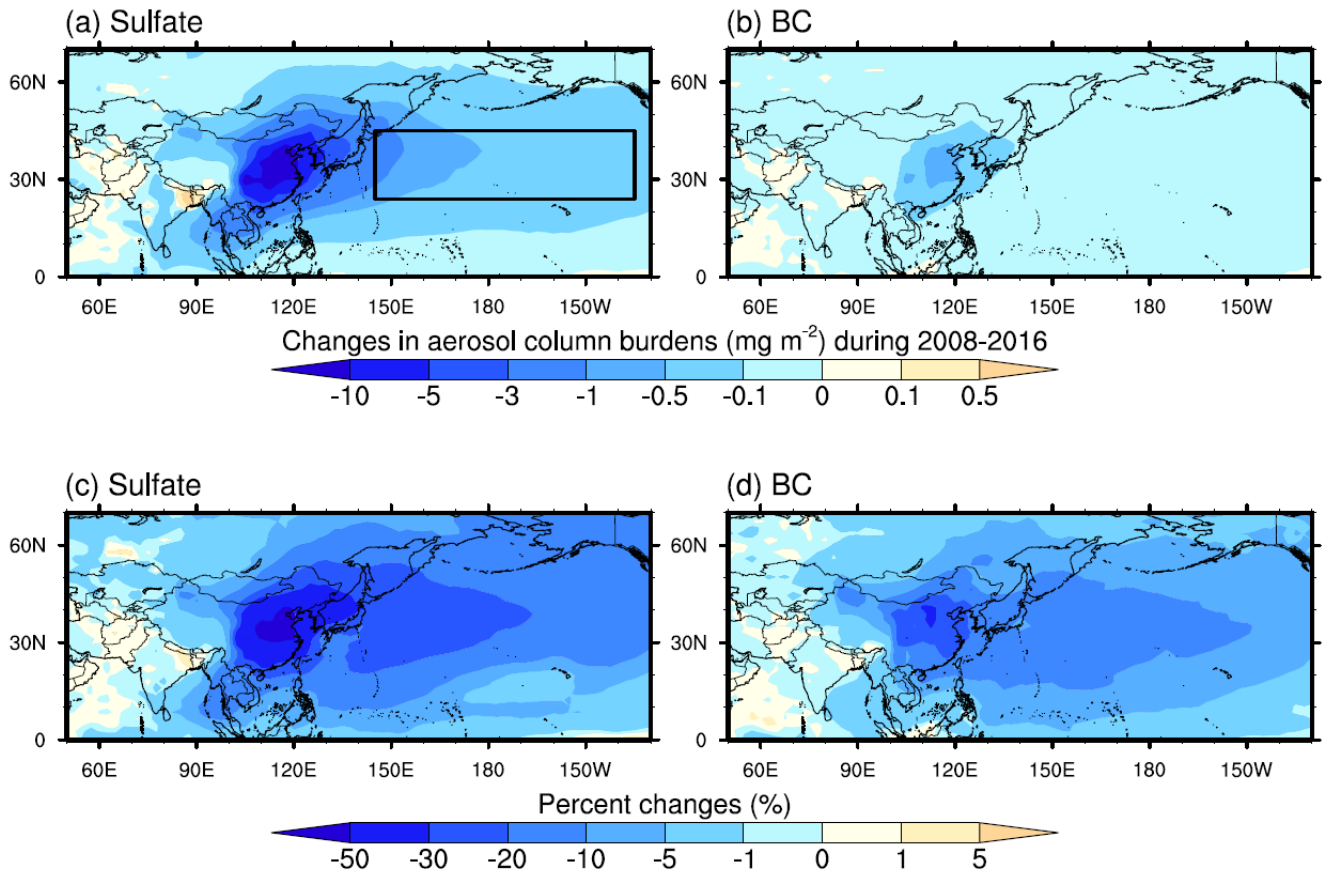 (a) Sulfate
(b) BC
60N
30N
0
60E 90E 120E 150E 180 150W
60N
30N
0
60E 90E 120E 150E 180 150W
Changes in aerosol column burdens (mg m⁻²) during 2008-2016
-10 -5 -3 -1 -0.5 -0.1 0 0.1 0.5
(c) Sulfate
(d) BC
60N
30N
0
60E 90E 120E 150E 180 150W
60N
30N
0
60E 90E 120E 150E 180 150W
Percent changes (%)
-50 -30 -20 -10 -5 -1 0 1 5